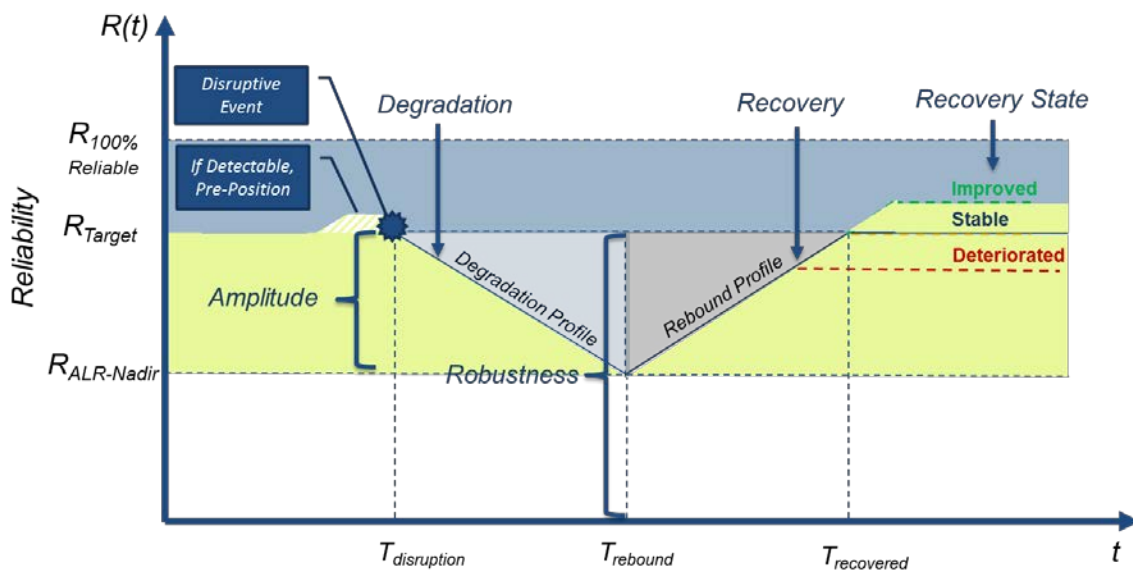 R(t)
Disruptive
Event
Degradation
Recovery
Recovery State
R100%
Reliable
If Detectable,
Pre-Position
Improved
RTarget
Stable
Deteriorated
Reliability
Amplitude
Degradation Profile
Rebound Profile
RALR-Nadir
Robustness
Tdisruption
Trebound
Trecovered
t